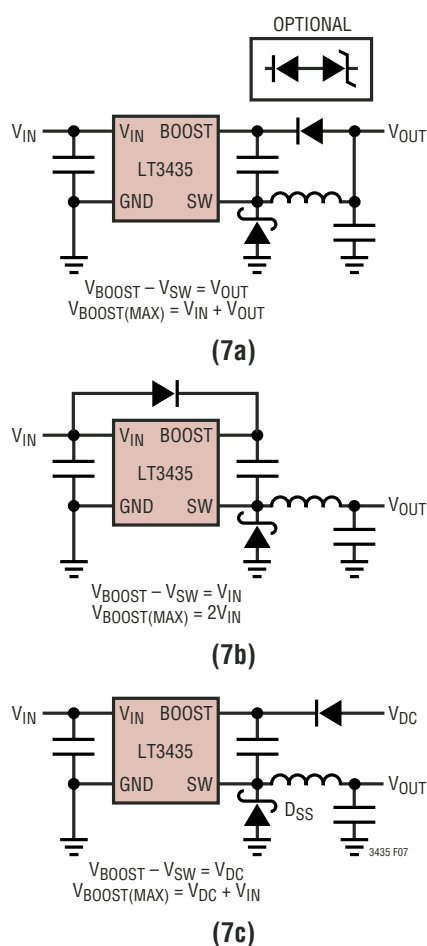 OPTIONAL
V_IN V_IN BOOST V_OUT
LT3435
GND SW
V_BOOST – V_SW = V_OUT
V_BOOST(MAX) = V_IN + V_OUT
(7a)
V_IN V_IN BOOST
LT3435
GND SW V_OUT
V_BOOST – V_SW = V_IN
V_BOOST(MAX) = 2V_IN
(7b)
V_IN V_IN BOOST V_DC
LT3435
GND SW V_OUT
D_SS
3435 F07
V_BOOST – V_SW = V_DC
V_BOOST(MAX) = V_DC + V_IN
(7c)